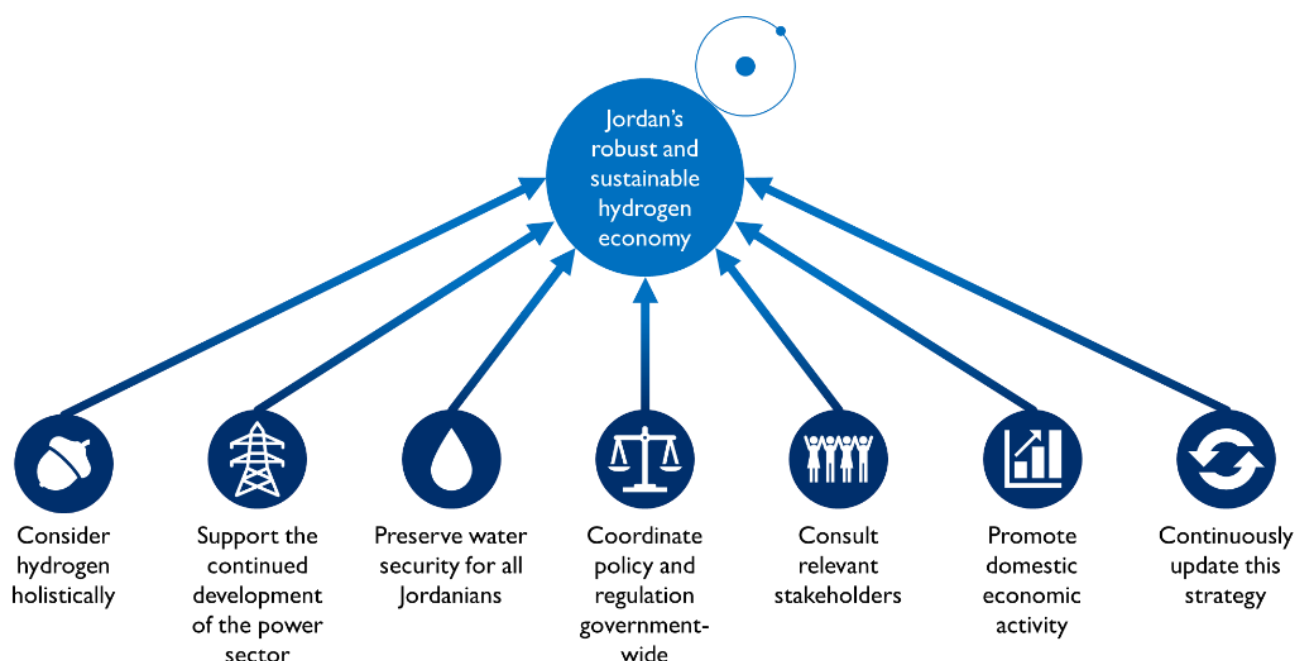 Jordan's
robust and
sustainable
hydrogen
economy
Consider
hydrogen
holistically
Support the
continued
development
of the power
sector
Preserve water
security for all
Jordanians
Coordinate
policy and
regulation
government-
wide
Consult
relevant
stakeholders
Promote
domestic
economic
activity
Continuously
update this
strategy